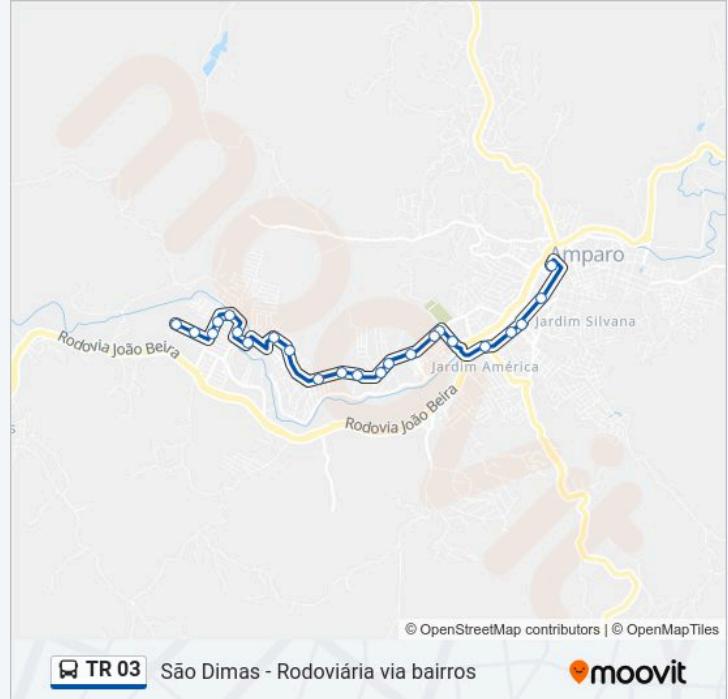 moovit
Amparo
Jardim Silvana
Rodovia João Beira
Jardim América
Rodovia João Beira
s
© OpenStreetMap contributors | © OpenMapTiles
TR 03 São Dimas - Rodoviária via bairros moovit